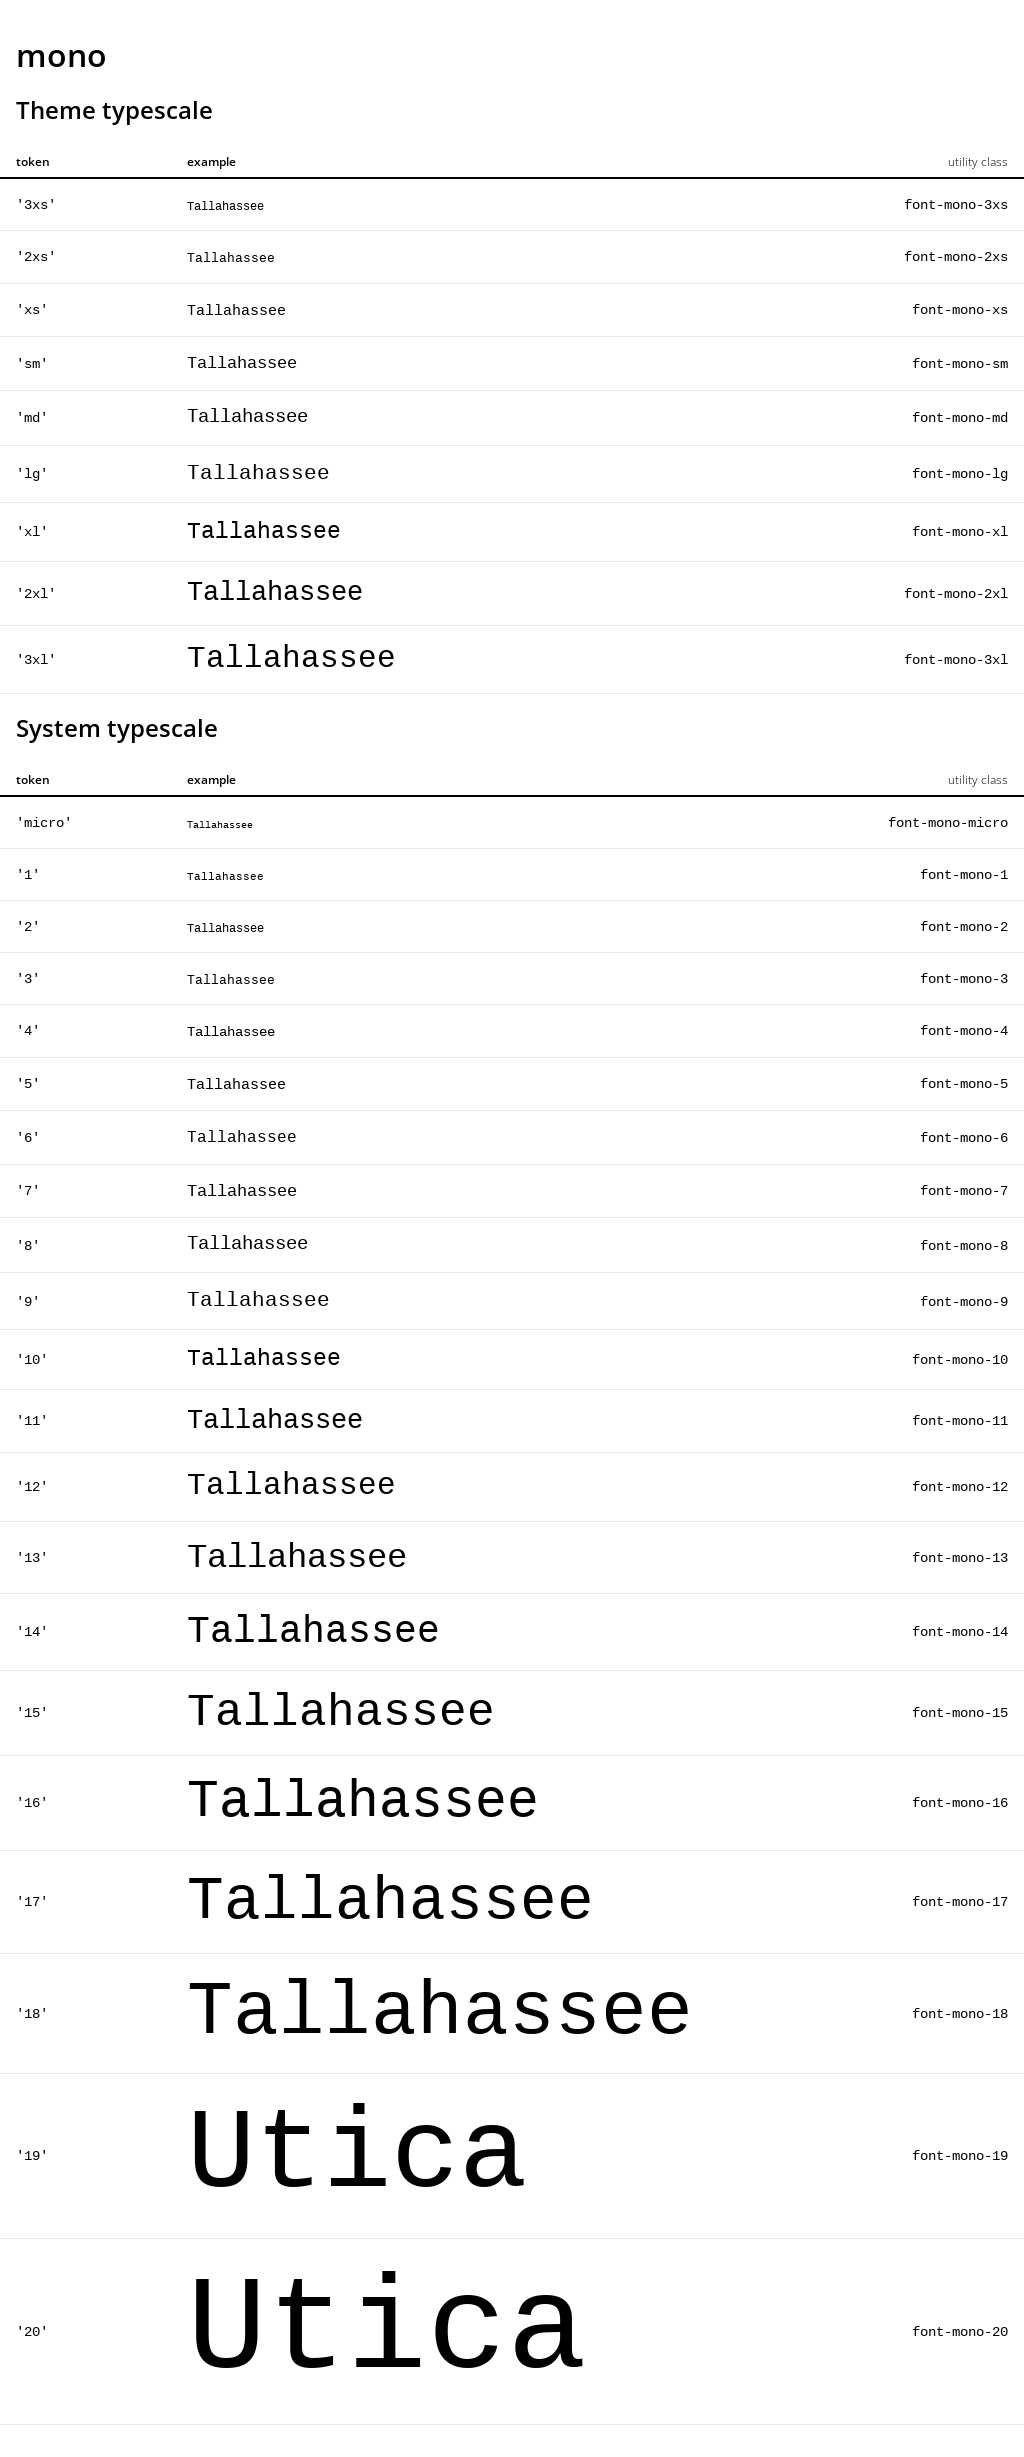 mono
Theme typescale
token example utility class
'3xs' Tallahassee font-mono-3xs
'2xs' Tallahassee font-mono-2xs
'xs' Tallahassee font-mono-xs
'sm' Tallahassee font-mono-sm
'md' Tallahassee font-mono-md
'lg' Tallahassee font-mono-lg
'xl' Tallahassee font-mono-xl
'2xl' Tallahassee font-mono-2xl
'3xl' Tallahassee font-mono-3xl
System typescale
token example utility class
'micro' Tallahassee font-mono-micro
'1' Tallahassee font-mono-1
'2' Tallahassee font-mono-2
'3' Tallahassee font-mono-3
'4' Tallahassee font-mono-4
'5' Tallahassee font-mono-5
'6' Tallahassee font-mono-6
'7' Tallahassee font-mono-7
'8' Tallahassee font-mono-8
'9' Tallahassee font-mono-9
'10' Tallahassee font-mono-10
'11' Tallahassee font-mono-11
'12' Tallahassee font-mono-12
'13' Tallahassee font-mono-13
'14' Tallahassee font-mono-14
'15' Tallahassee font-mono-15
'16' Tallahassee font-mono-16
'17' Tallahassee font-mono-17
'18' Tallahassee font-mono-18
'19' Utica font-mono-19
'20' Utica font-mono-20